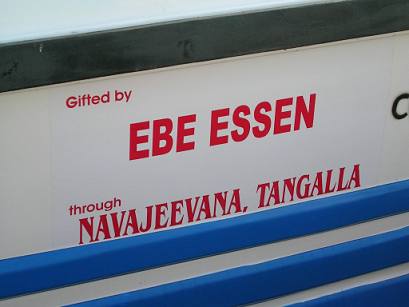 Gifted by
EBE ESSEN
through
NAVAJEEVANA, TANGALLA